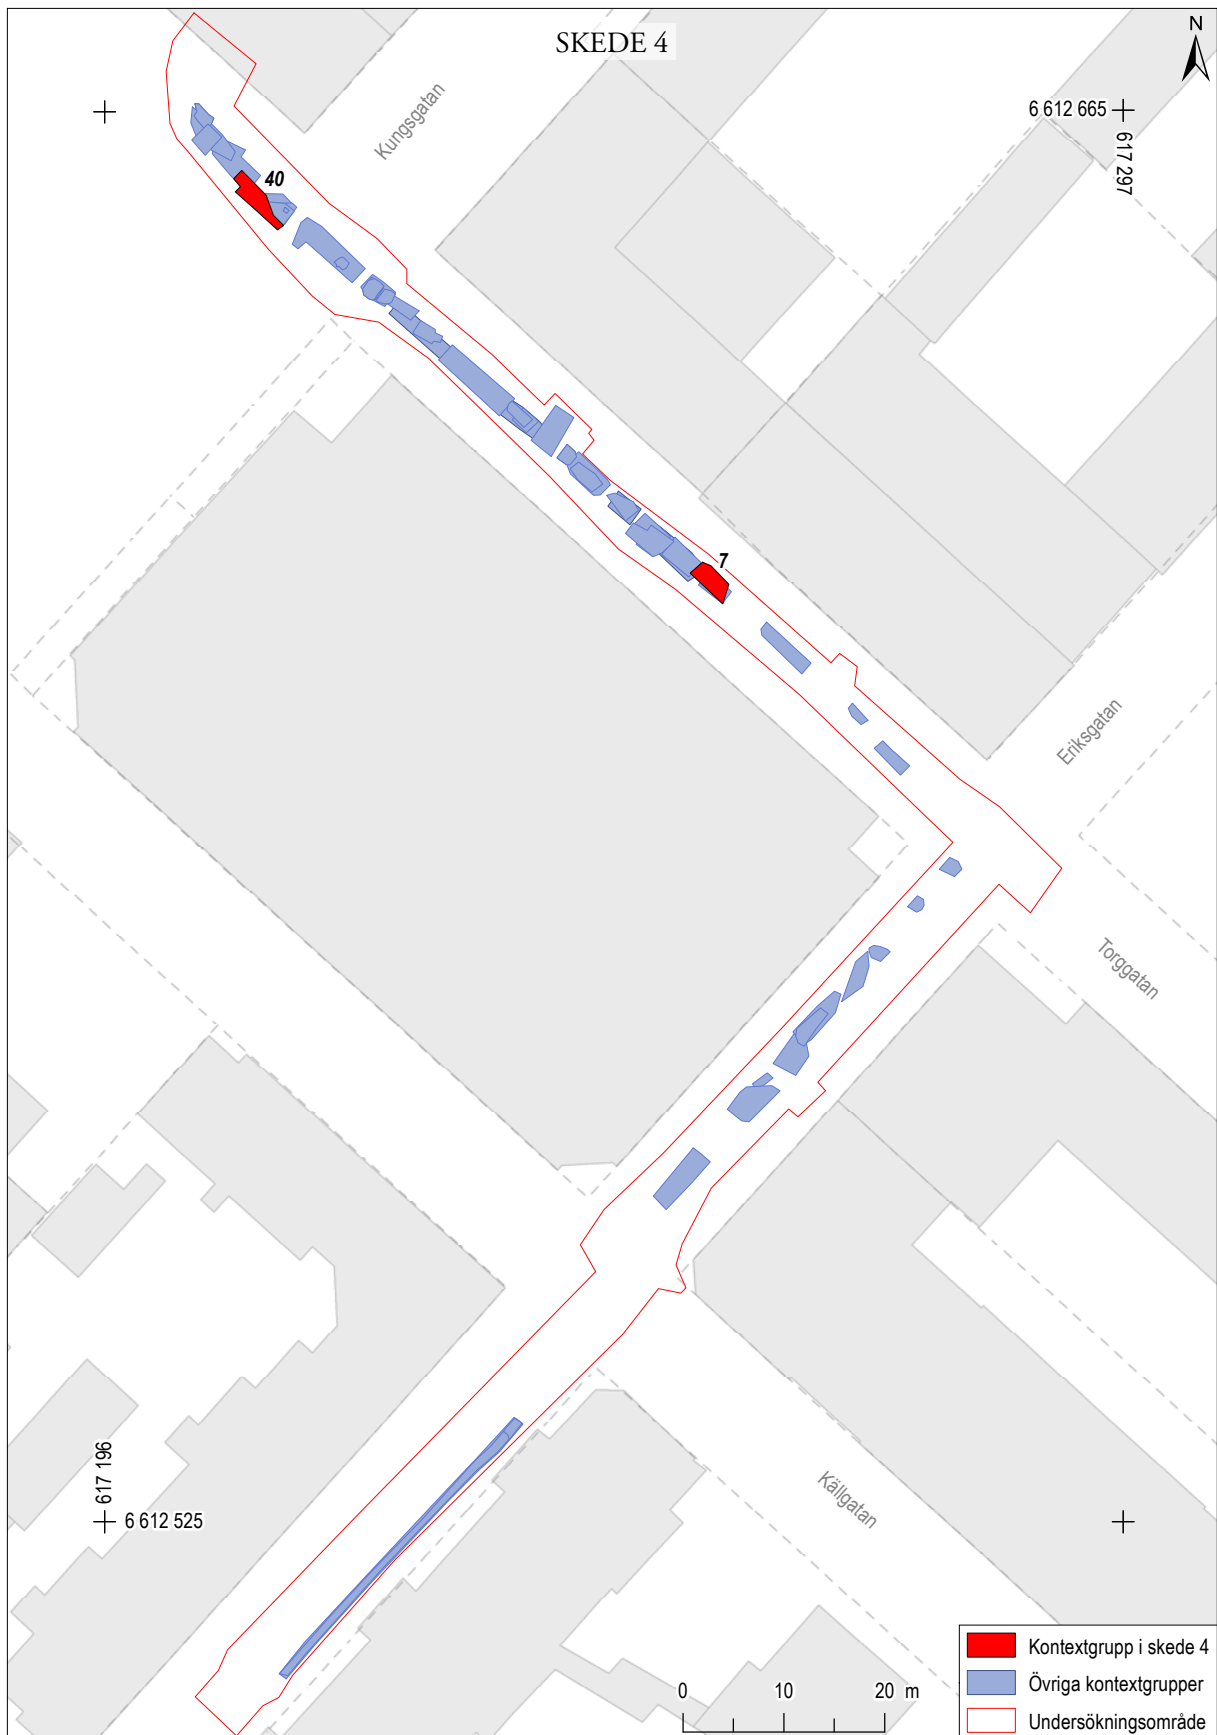 SKEDE 4
N
Kungsgatan
6 612 665
617 297
40
7
Eriksgatan
Torggatan
617 196
6 612 525
Källgatan
Kontextgrupp i skede 4
Övriga kontextgrupper
Undersökningsområde
0 10 20 m